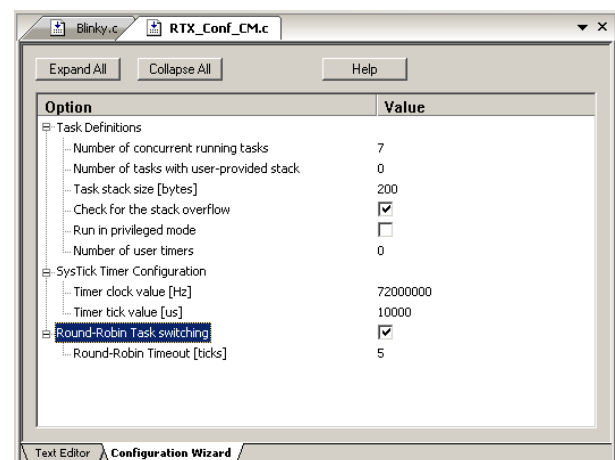 Blinky.c RTX_Conf_CM.c
Expand All Collapse All Help
Option Value
Task Definitions
Number of concurrent running tasks 7
Number of tasks with user-provided stack 0
Task stack size [bytes] 200
Check for the stack overflow
Run in privileged mode
Number of user timers 0
SysTick Timer Configuration
Timer clock value [Hz] 72000000
Timer tick value [us] 10000
Round-Robin Task switching
Round-Robin Timeout [ticks] 5
Text Editor Configuration Wizard